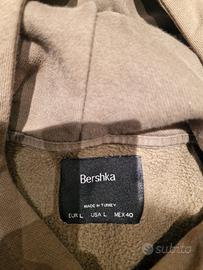 Bershka
MADE IN TURKEY
EUR L USA L MEX 40
subito